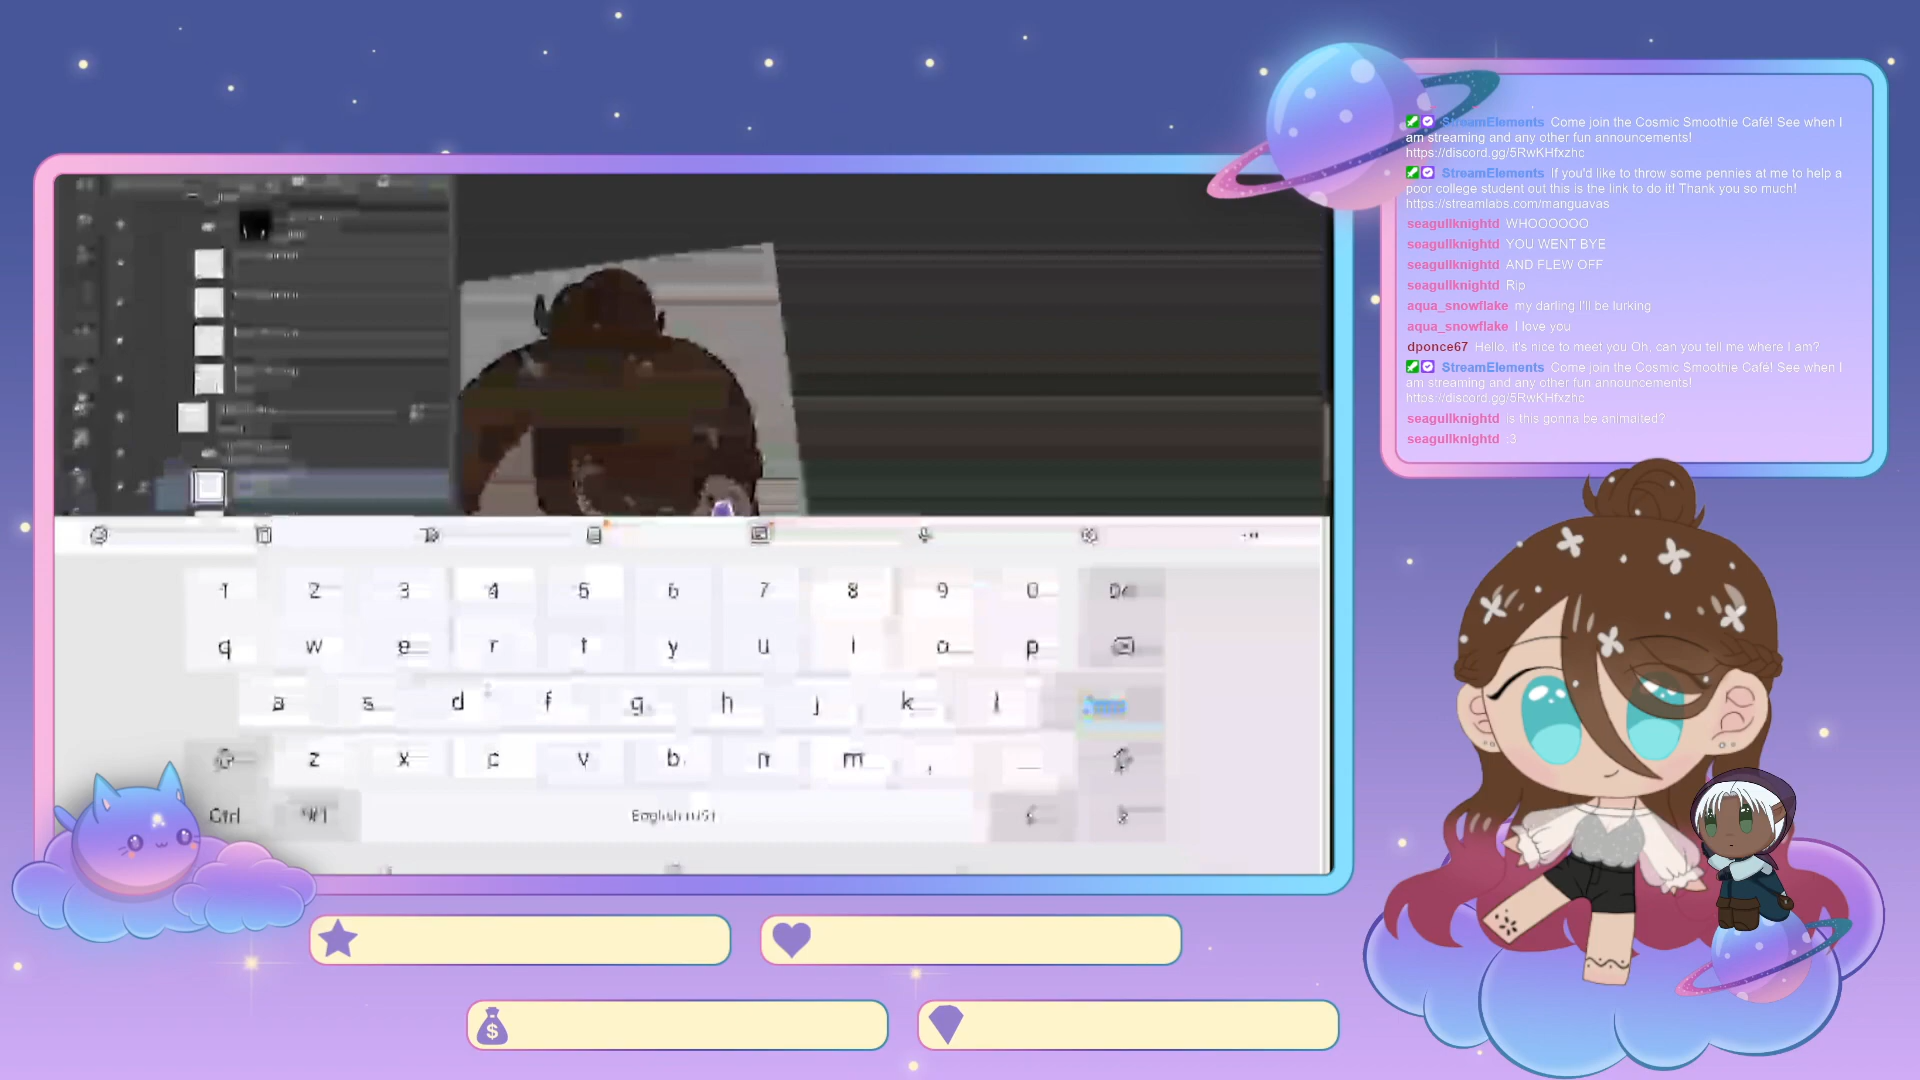 StreamElements Come join the Cosmic Smoothie Café! See when I
am streaming and any other fun announcements!
https://discord.gg/5RwKHfxzhc
StreamElements If you'd like to throw some pennies at me to help a
poor college student out this is the link to do it! Thank you so much!
https://streamlabs.com/manguavas
seagullknightd WHOOOOOO
seagullknightd YOU WENT BYE
seagullknightd AND FLEW OFF
seagullknightd Rip
aqua_snowflake my darling I'll be lurking
aqua_snowflake I love you
dponce67 Hello, it's nice to meet you Oh, can you tell me where I am?
StreamElements Come join the Cosmic Smoothie Café! See when I
am streaming and any other fun announcements!
https://discord.gg/5RwKHfxzhc
seagullknightd is this gonna be animaited?
seagullknightd :3
1 2 3 4 5 6 7 8 9 0
q w e r t y u i o p
a s d f g h j k l
z x c v b n m ,
Ctrl English (US)
$